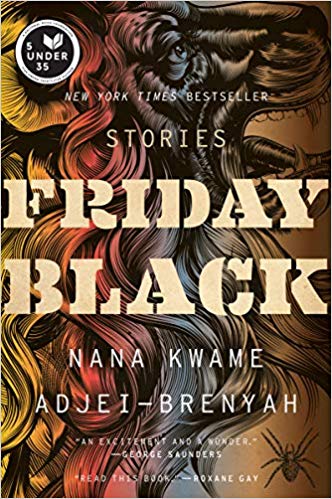 5
UNDER
35
NEW YORK TIMES BESTSELLER
STORIES
FRIDAY
BLACK
NANA KWAME
ADJEI-BRENYAH
"AN EXCITEMENT AND A WONDER."
—GEORGE SAUNDERS
"READ THIS BOOK."—ROXANE GAY